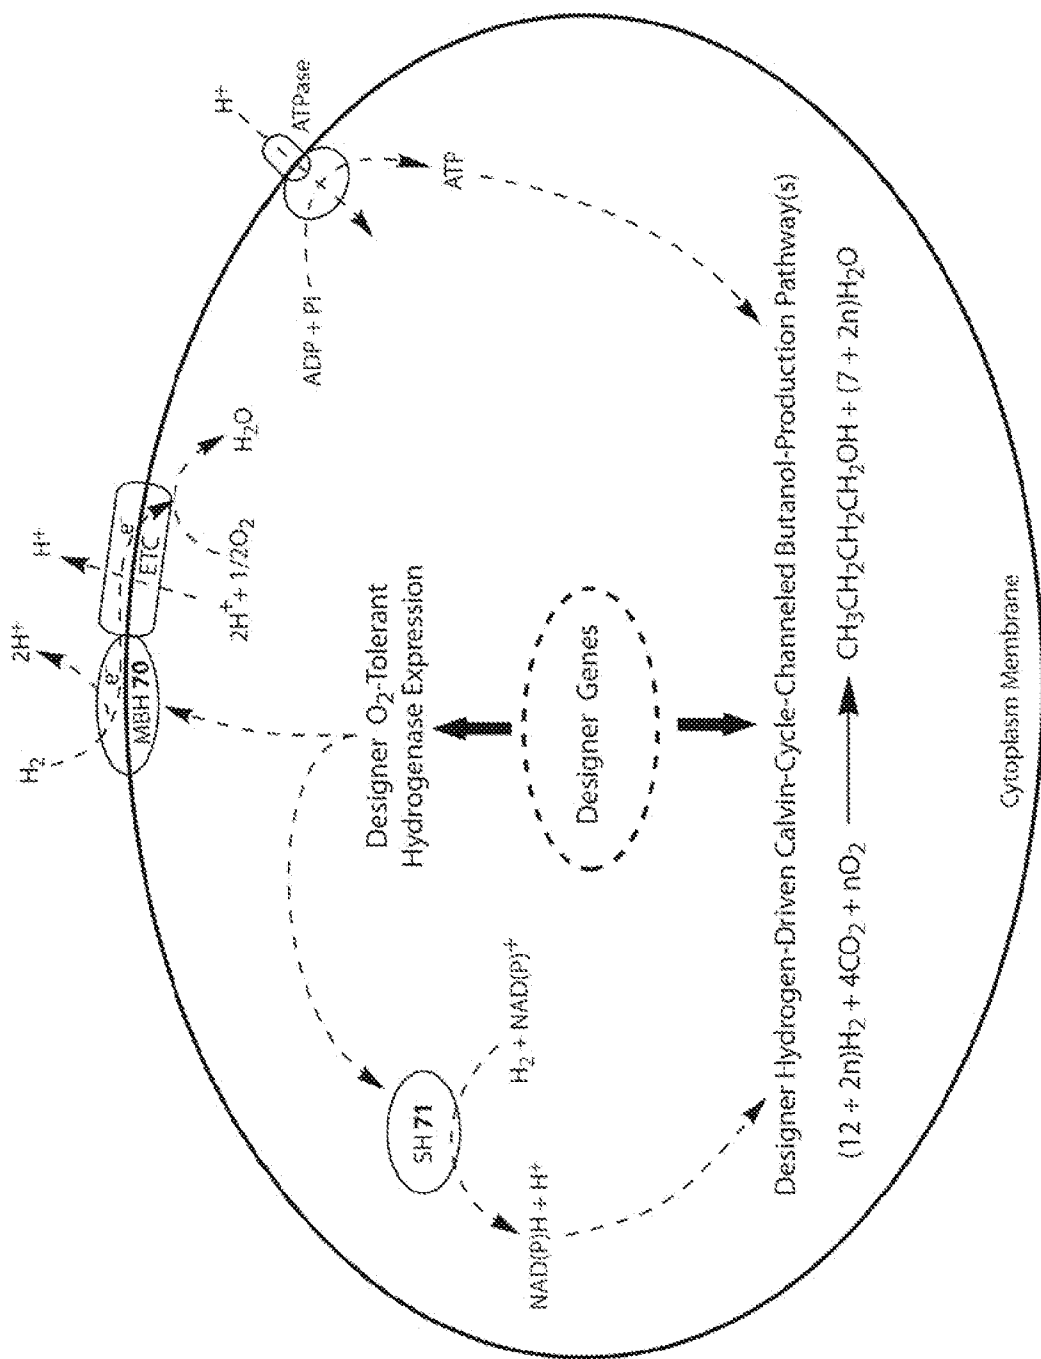 H2
2H+
H+
e-
e-
MBH 70
ETC
2H+ + 1/2O2
H2O
H+
ATPase
ADP + Pi
ATP
SH 71
H2 + NAD(P)+
NAD(P)H + H+
Designer O2-Tolerant
Hydrogenase Expression
Designer Genes
Designer Hydrogen-Driven Calvin-Cycle-Channeled Butanol-Production Pathway(s)
(12 + 2n)H2 + 4CO2 + nO2
CH3CH2CH2CH2OH + (7 + 2n)H2O
Cytoplasm Membrane